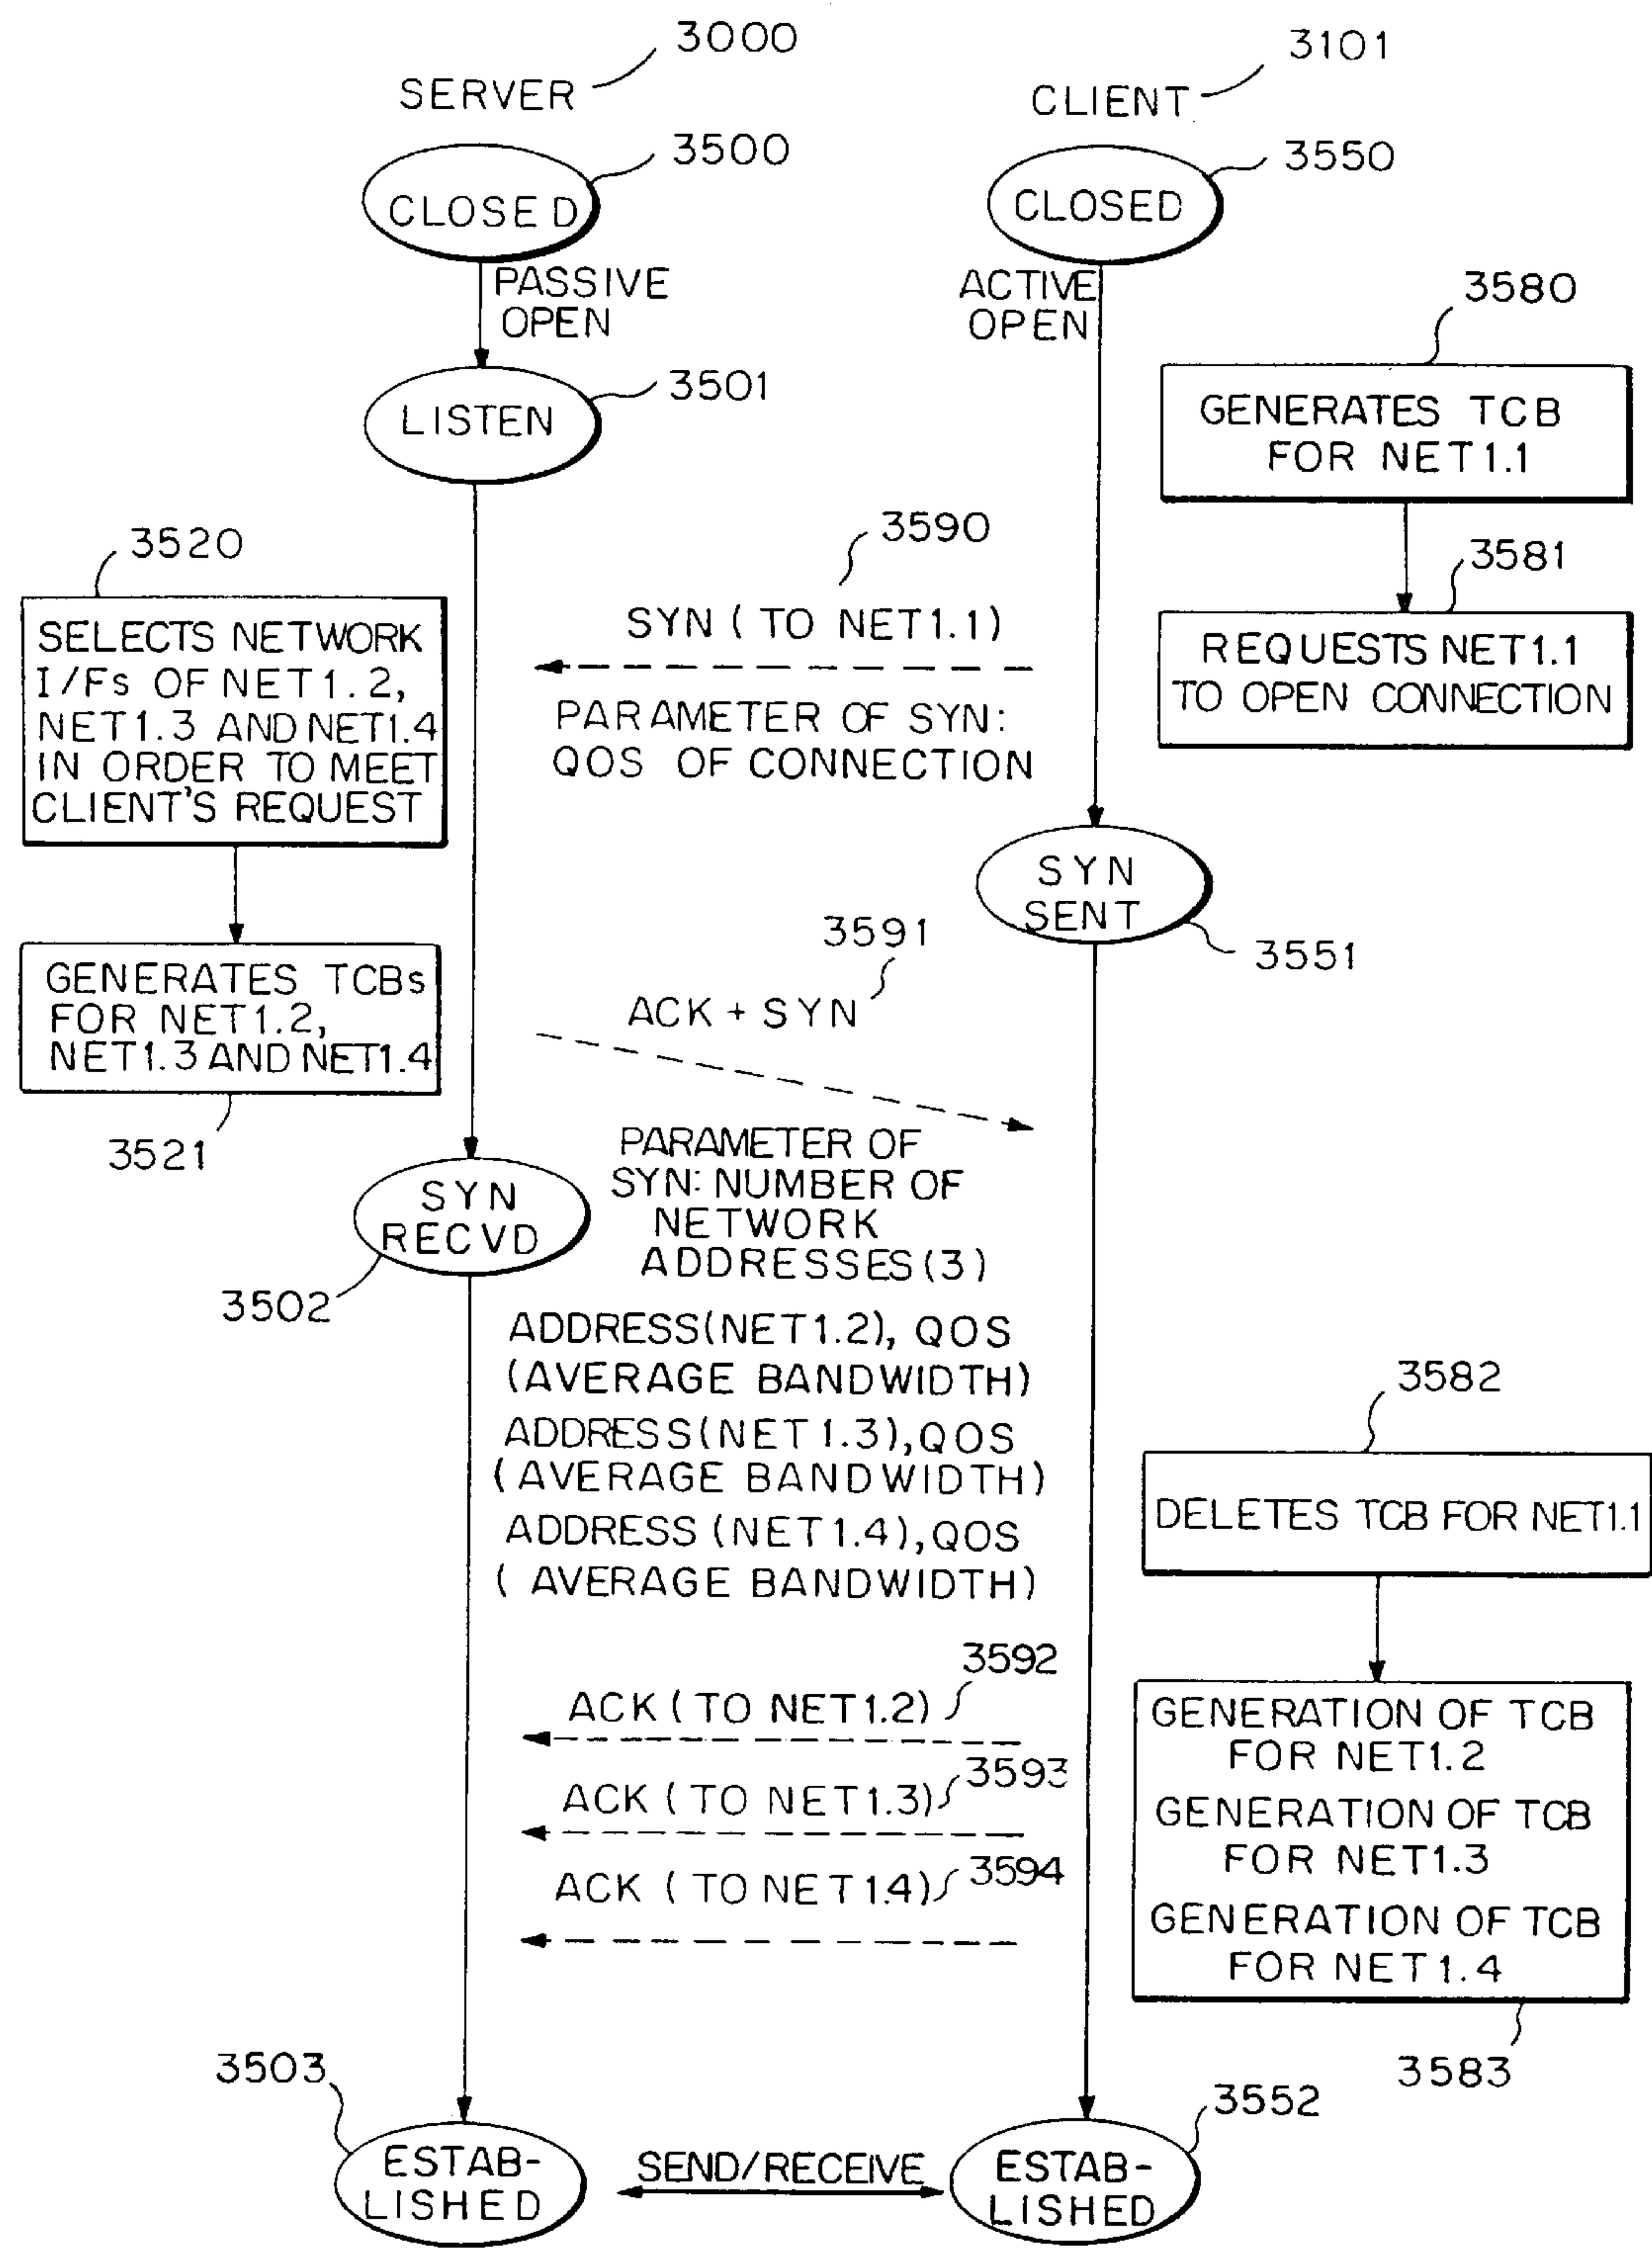 3000
SERVER
3101
CLIENT
3500
CLOSED
3550
CLOSED
PASSIVE
OPEN
ACTIVE
OPEN
3580
GENERATES TCB
FOR NET1.1
3501
LISTEN
3590
SYN (TO NET1.1)
PARAMETER OF SYN:
QOS OF CONNECTION
3581
REQUESTS NET1.1
TO OPEN CONNECTION
3520
SELECTS NETWORK
I/Fs OF NET1.2,
NET1.3 AND NET1.4
IN ORDER TO MEET
CLIENT'S REQUEST
SYN
SENT
3551
3591
ACK + SYN
GENERATES TCBs
FOR NET1.2,
NET1.3 AND NET1.4
3521
SYN
RECVD
3502
PARAMETER OF
SYN: NUMBER OF
NETWORK
ADDRESSES(3)
ADDRESS(NET1.2), QOS
(AVERAGE BANDWIDTH)
ADDRESS(NET1.3),QOS
(AVERAGE BANDWIDTH)
ADDRESS (NET1.4),QOS
( AVERAGE BANDWIDTH)
3582
DELETES TCB FOR NET1.1
3592
ACK (TO NET1.2)
3593
ACK (TO NET1.3)
3594
ACK (TO NET1.4)
GENERATION OF TCB
FOR NET1.2
GENERATION OF TCB
FOR NET1.3
GENERATION OF TCB
FOR NET1.4
3583
3503
ESTAB-
LISHED
SEND/RECEIVE
3552
ESTAB-
LISHED